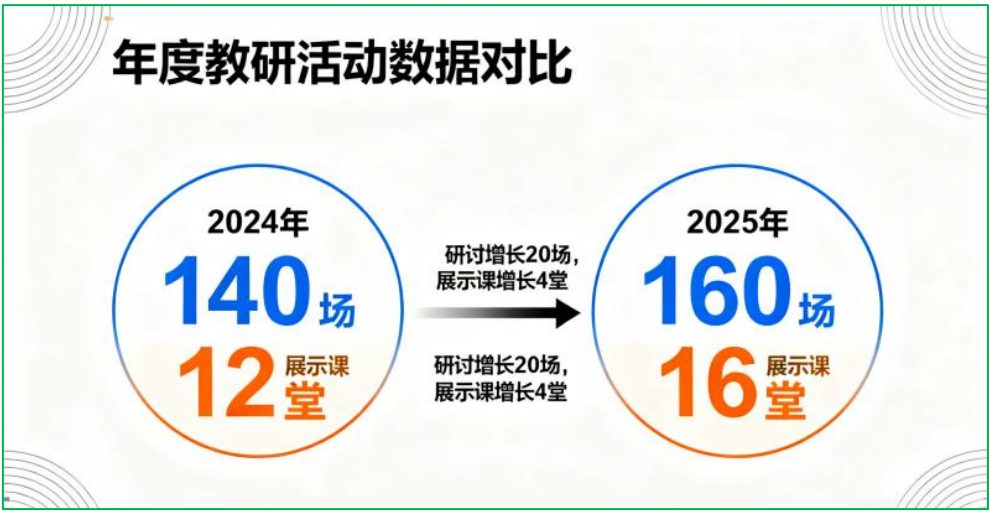 年度教研活动数据对比
2024年
140场
12展示课堂
研讨增长20场，
展示课增长4堂
研讨增长20场，
展示课增长4堂
2025年
160场
16展示课堂